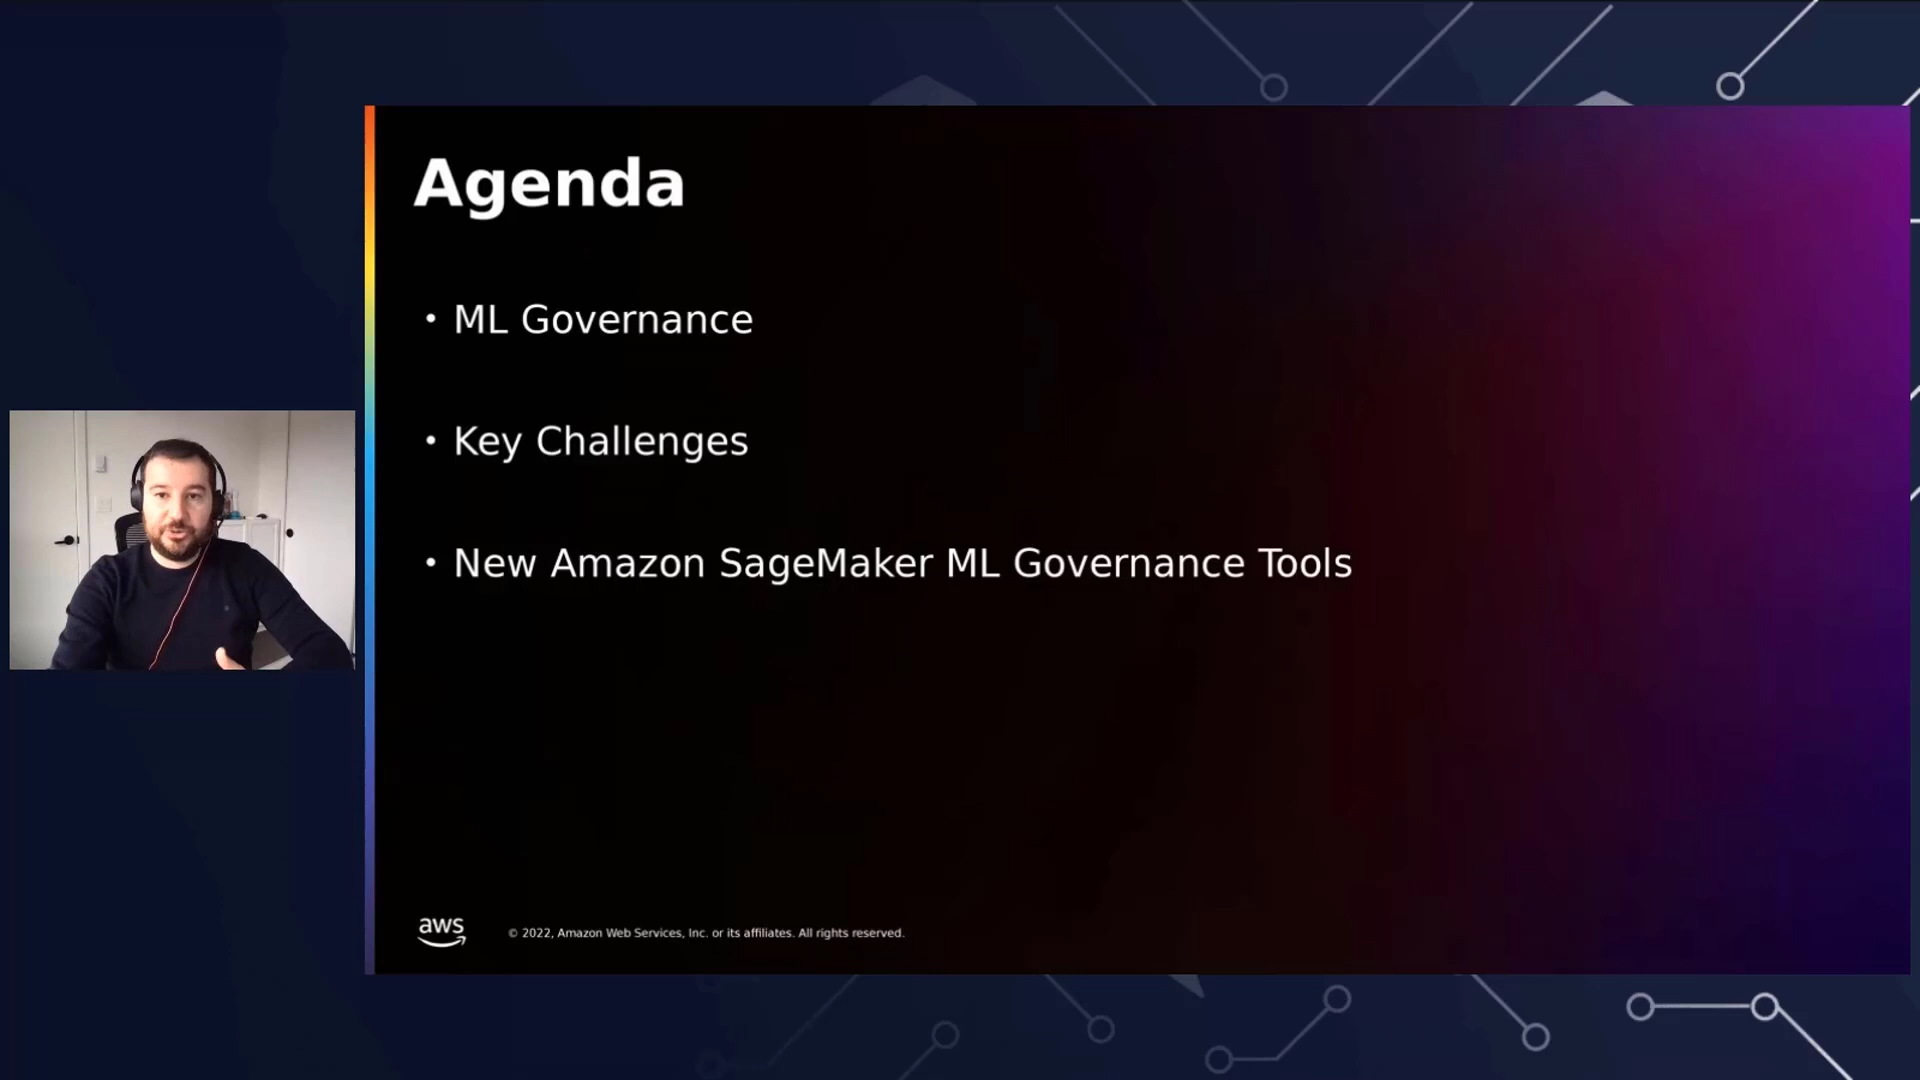 Agenda
• ML Governance
• Key Challenges
• New Amazon SageMaker ML Governance Tools
aws
© 2022, Amazon Web Services, Inc. or its affiliates. All rights reserved.